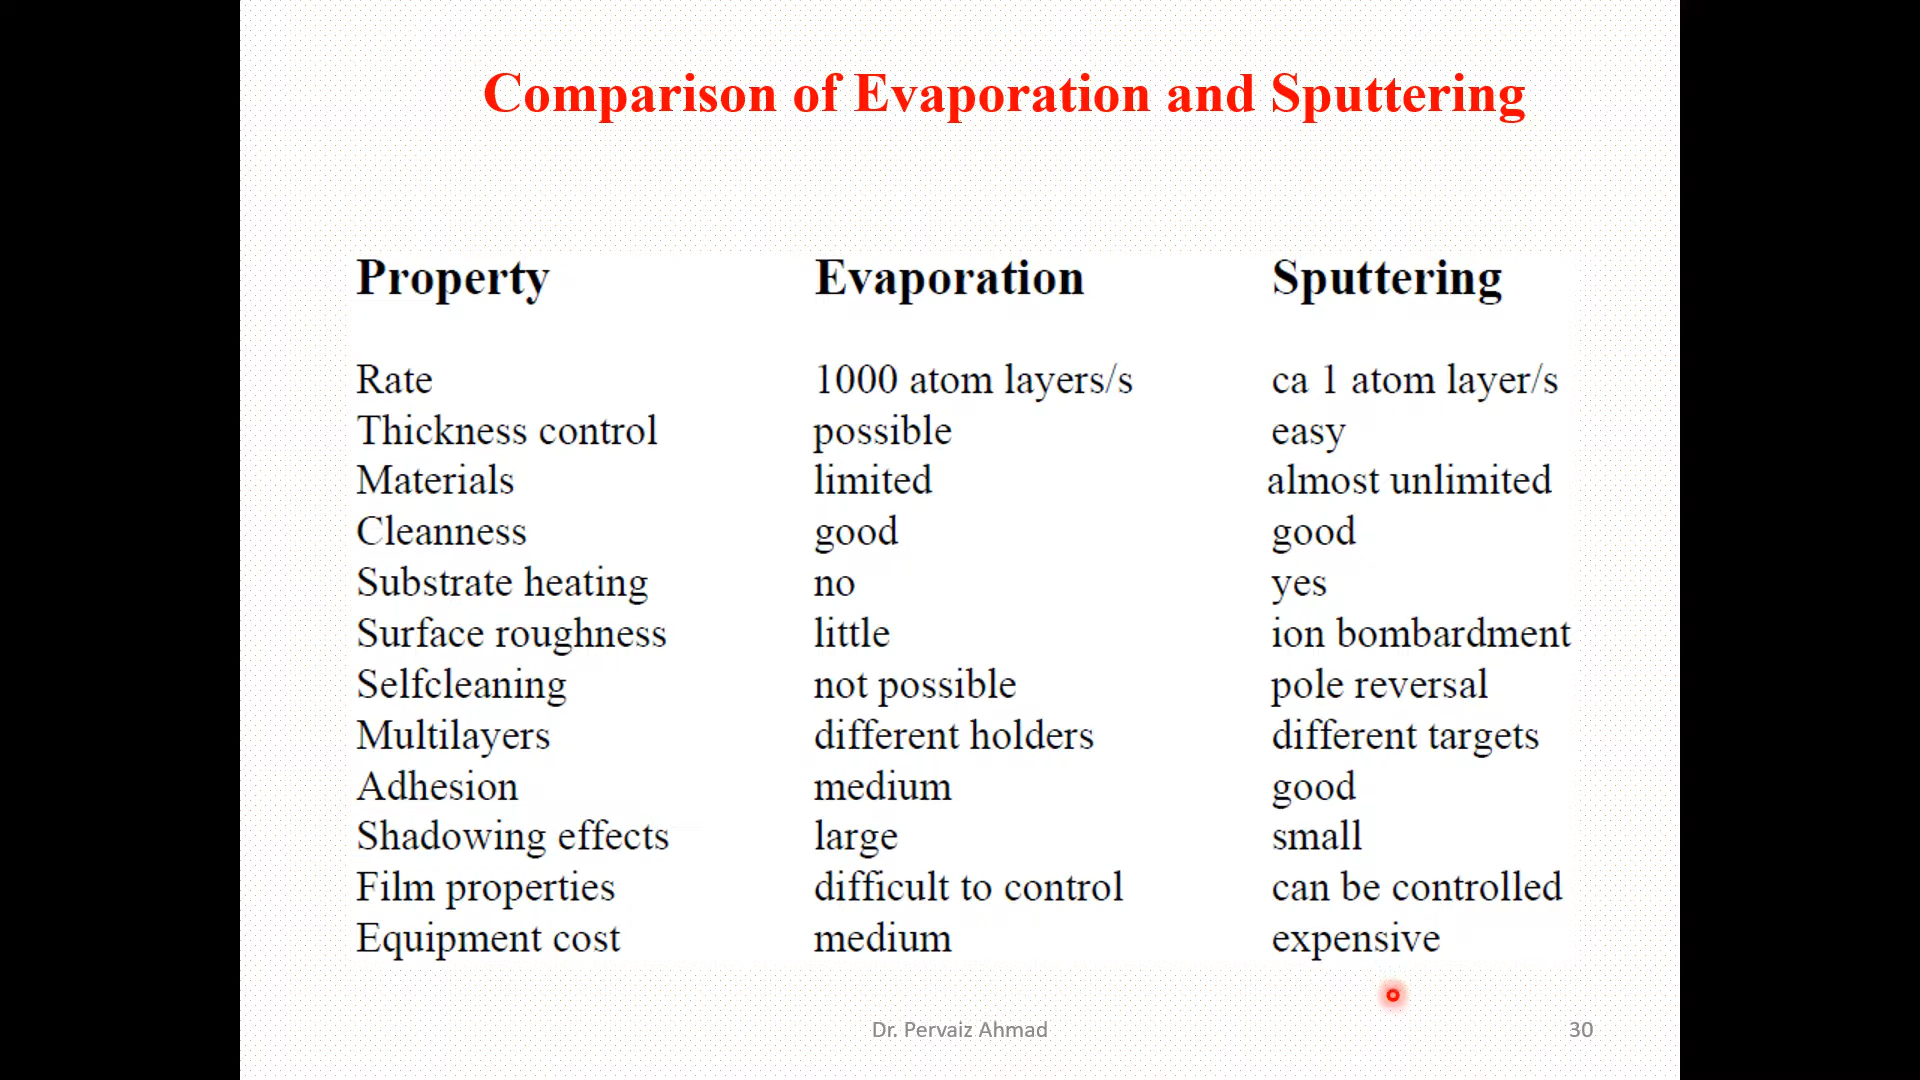 Comparison of Evaporation and Sputtering
Property Evaporation Sputtering
Rate 1000 atom layers/s ca 1 atom layer/s
Thickness control possible easy
Materials limited almost unlimited
Cleanness good good
Substrate heating no yes
Surface roughness little ion bombardment
Selfcleaning not possible pole reversal
Multilayers different holders different targets
Adhesion medium good
Shadowing effects large small
Film properties difficult to control can be controlled
Equipment cost medium expensive
Dr. Pervaiz Ahmad 30